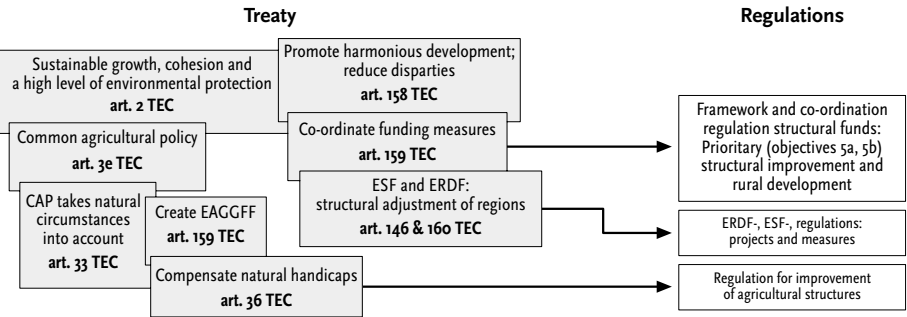 Treaty
Regulations
Sustainable growth, cohesion and
a high level of environmental protection
art. 2 TEC
Promote harmonious development;
reduce disparties
art. 158 TEC
Common agricultural policy
art. 3e TEC
Co-ordinate funding measures
art. 159 TEC
Framework and co-ordination
regulation structural funds:
Prioritary (objectives 5a, 5b)
structural improvement and
rural development
CAP takes natural
circumstances
into account
art. 33 TEC
Create EAGGFF
art. 159 TEC
ESF and ERDF:
structural adjustment of regions
art. 146 & 160 TEC
ERDF-, ESF-, regulations:
projects and measures
Compensate natural handicaps
art. 36 TEC
Regulation for improvement
of agricultural structures